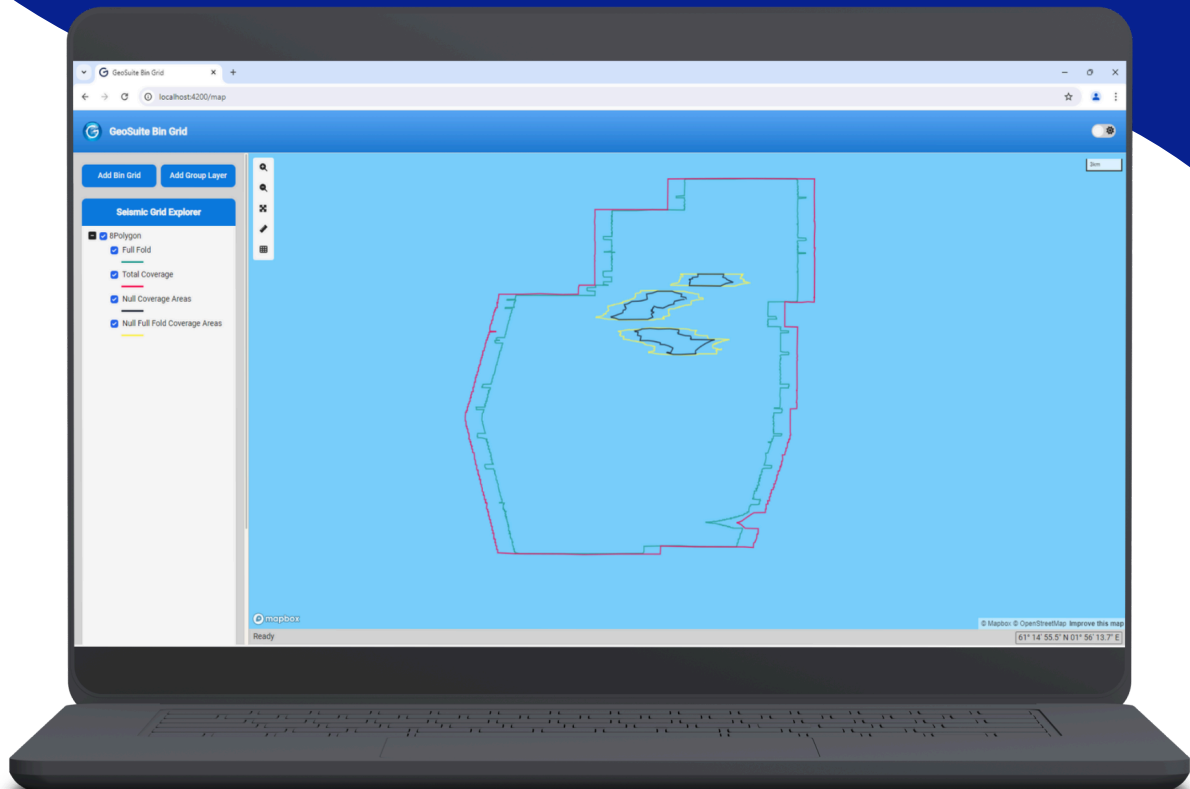 GeoSuite Bin Grid
localhost:4200/map
GeoSuite Bin Grid
Add Bin Grid
Add Group Layer
Seismic Grid Explorer
BPolygon
Full Fold
Total Coverage
Null Coverage Areas
Null Full Fold Coverage Areas
mapbox
© Mapbox © OpenStreetMap Improve this map
Ready
61° 14' 55.5" N 01° 56' 13.7" E